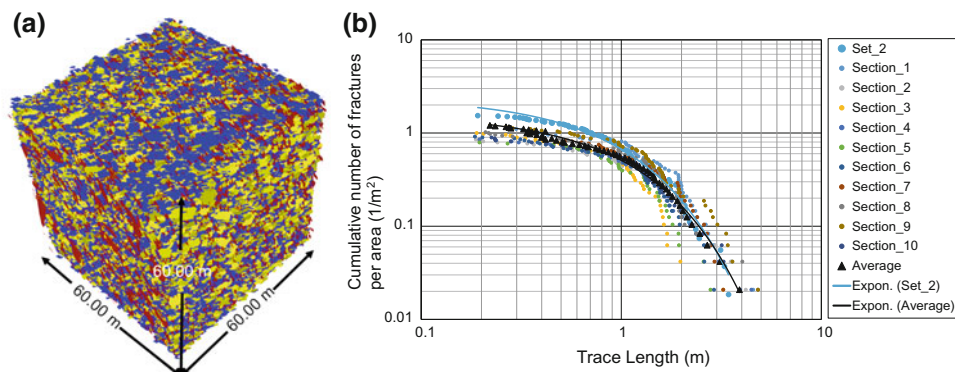 (a)
60.00 m
60.00 m
60.00 m
(b)
Cumulative number of fractures
per area (1/m²)
10
1
0.1
0.01
0.1
1
10
Trace Length (m)
Set_2
Section_1
Section_2
Section_3
Section_4
Section_5
Section_6
Section_7
Section_8
Section_9
Section_10
Average
Expon. (Set_2)
Expon. (Average)